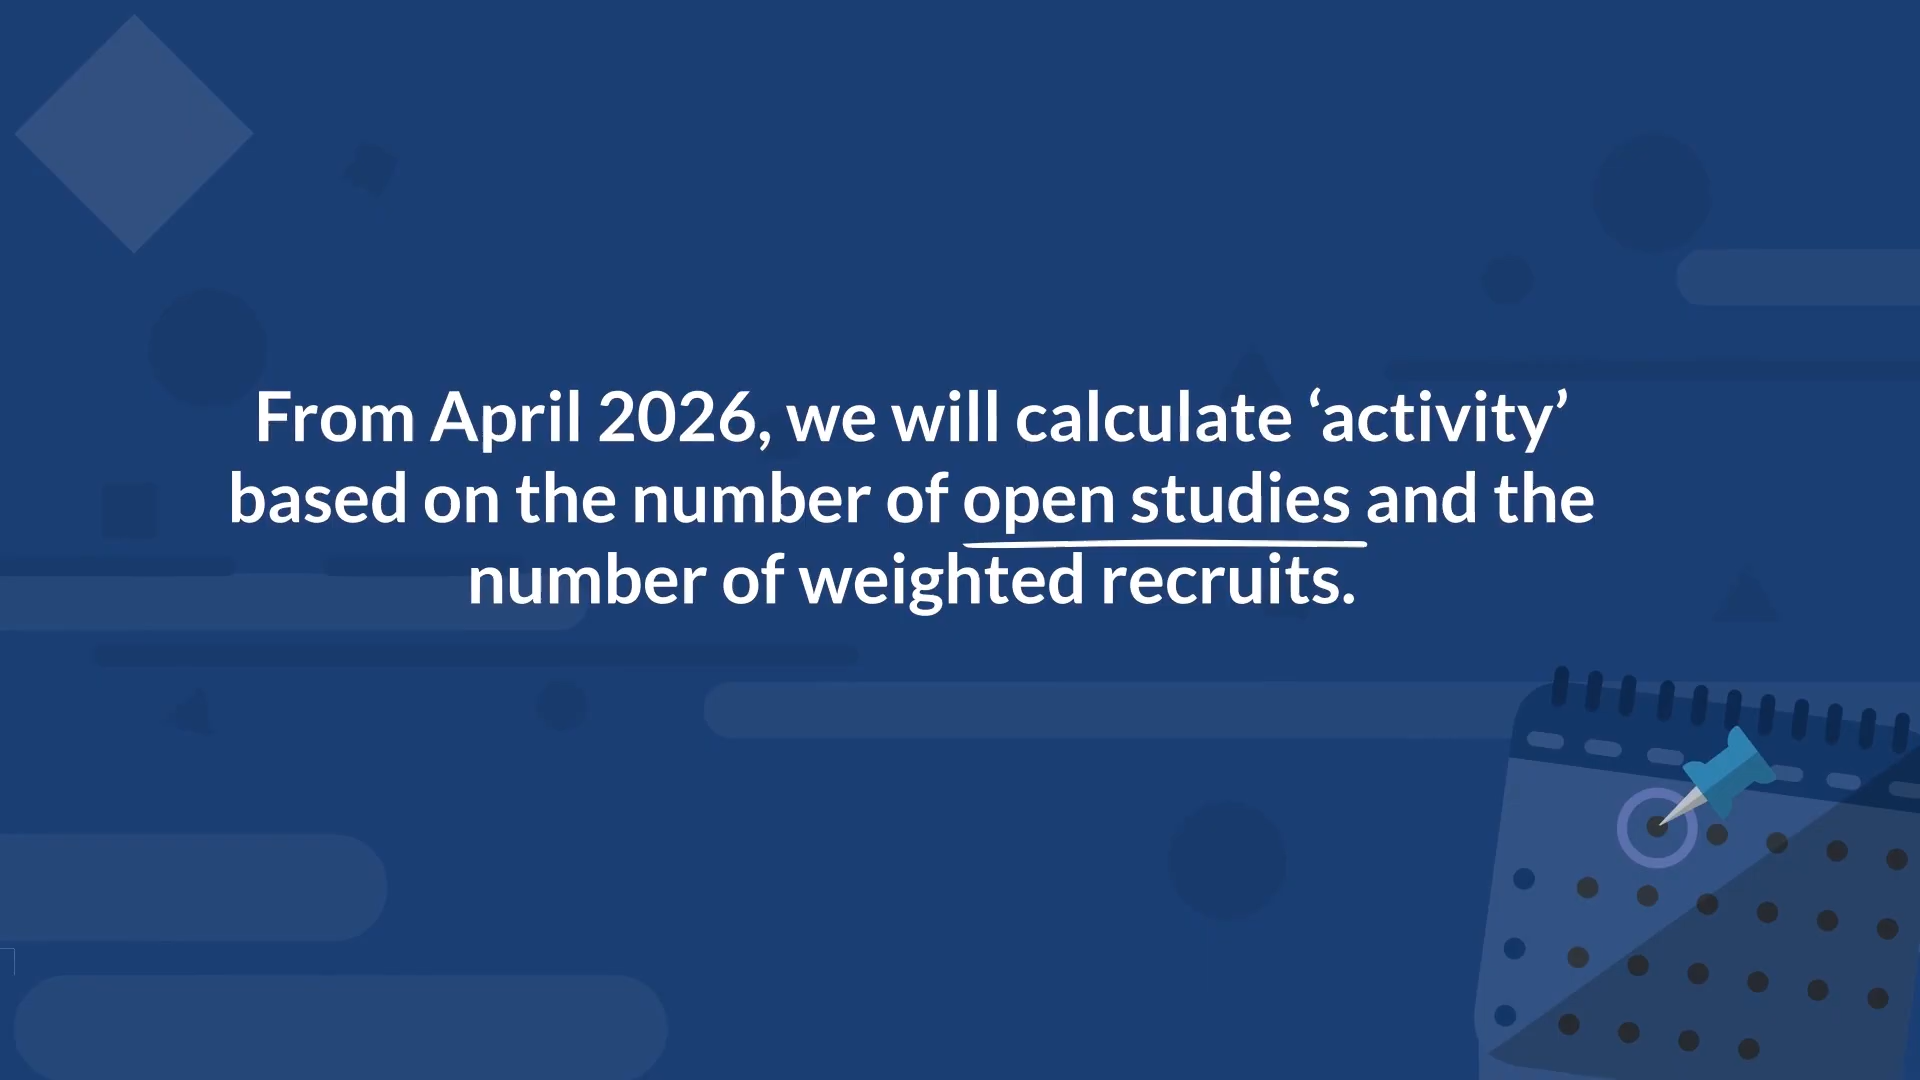 From April 2026, we will calculate ‘activity’
based on the number of open studies and the
number of weighted recruits.